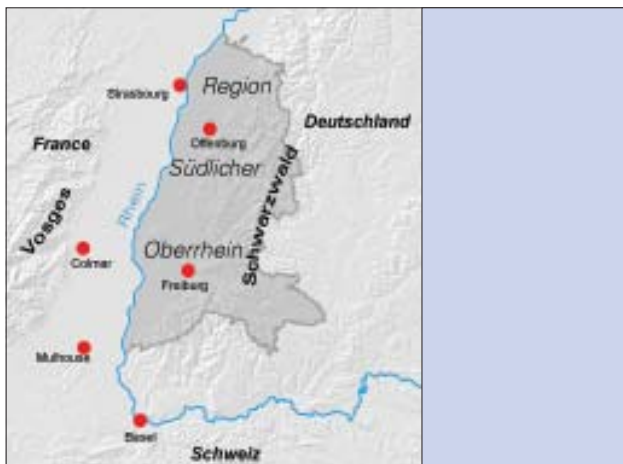 Region
Strasbourg
Deutschland
Offenburg
France
Südlicher
Schwarzwald
Rhein
Vosges
Oberrhein
Colmar
Freiburg
Mulhouse
Basel
Schweiz